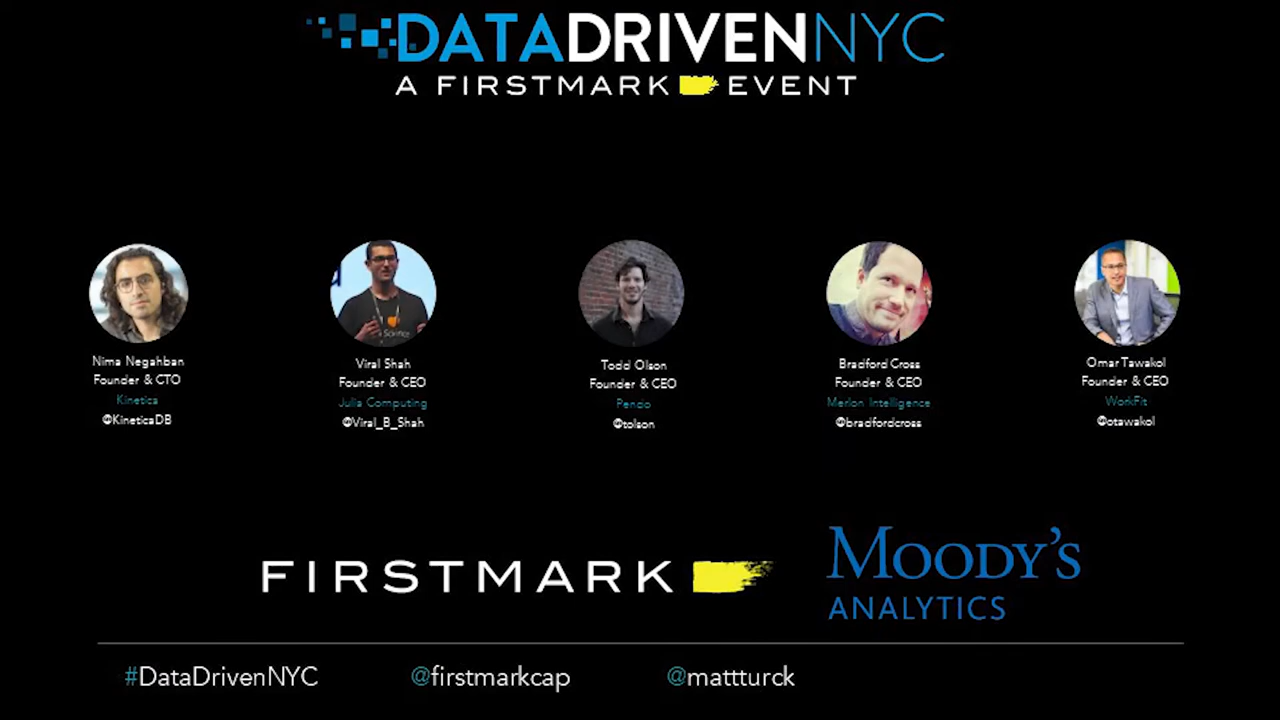 DATADRIVENNYC
A FIRSTMARK EVENT
Nima Negahban
Founder & CTO
Kinetica
@KineticaDB
Viral Shah
Founder & CEO
Julia Computing
@Viral_B_Shah
Todd Olson
Founder & CEO
Pendo
@tolson
Bradford Cross
Founder & CEO
Merlon Intelligence
@bradfordcross
Omar Tawakol
Founder & CEO
WorkFit
@otawakol
FIRSTMARK
MOODY'S
ANALYTICS
#DataDrivenNYC @firstmarkcap @mattturck